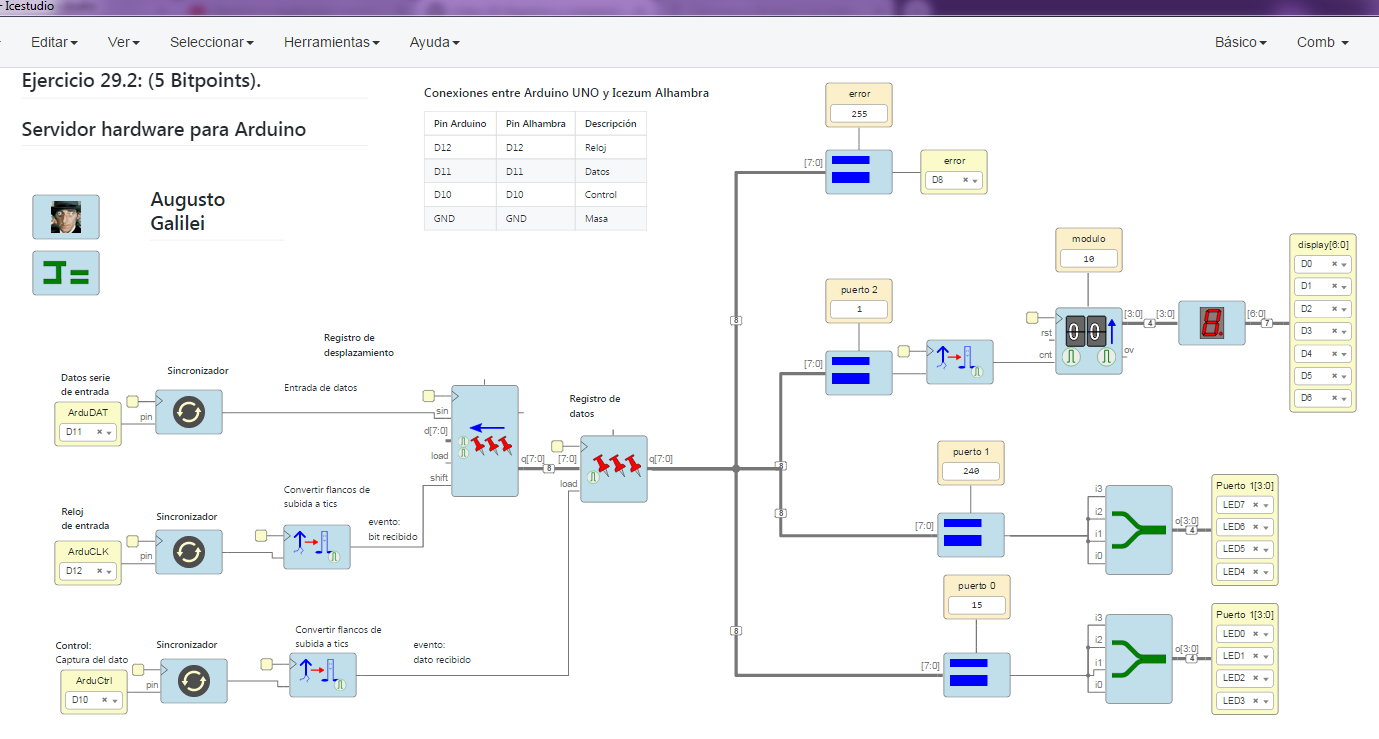 - Icestudio
Editar Ver Seleccionar Herramientas Ayuda Básico Comb
Ejercicio 29.2: (5 Bitpoints).
Servidor hardware para Arduino
Augusto
Galilei
Conexiones entre Arduino UNO y Icezum Alhambra
Pin Arduino Pin Alhambra Descripción
D12 D12 Reloj
D11 D11 Datos
D10 D10 Control
GND GND Masa
error
255
[7:0]
error
D8
modulo
10
puerto 2
1
[7:0]
rst
cnt
[3:0]
4
[3:0]
ov
[6:0]
7
display[6:0]
D0
D1
D2
D3
D4
D5
D6
8
8
8
8
Registro de
desplazamiento
Datos serie
de entrada
ArduDAT
D11
pin
Sincronizador
Entrada de datos
sin
d[7:0]
load
shift
q[7:0]
8
Registro de
datos
[7:0]
load
q[7:0]
Reloj
de entrada
ArduCLK
D12
pin
Sincronizador
Convertir flancos de
subida a tics
evento:
bit recibido
Control:
Captura del dato
ArduCtrl
D10
pin
Sincronizador
Convertir flancos de
subida a tics
evento:
dato recibido
puerto 1
240
[7:0]
i3
i2
i1
i0
o[3:0]
4
Puerto 1[3:0]
LED7
LED6
LED5
LED4
puerto 0
15
[7:0]
i3
i2
i1
i0
o[3:0]
4
Puerto 1[3:0]
LED0
LED1
LED2
LED3